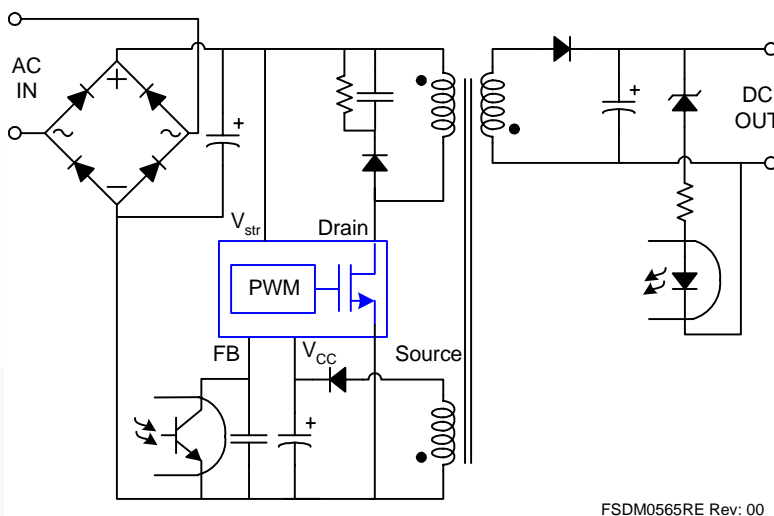 AC
IN
+
~
~
−
+
+
DC
OUT
Vstr
Drain
PWM
FB
VCC
Source
+
FSDM0565RE Rev: 00